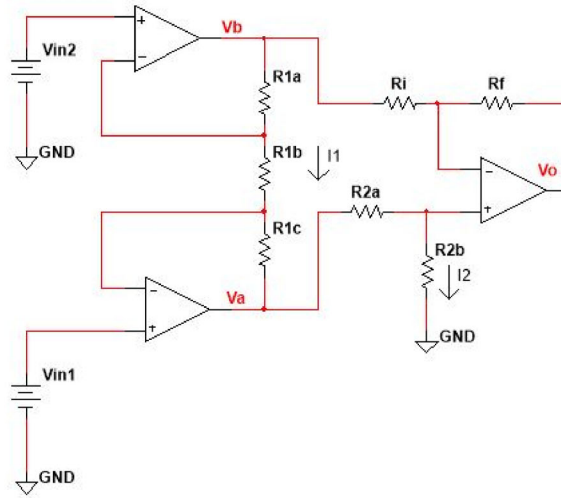 Vb
Vin2
R1a
Ri
Rf
+
-
GND
R1b
I1
R2a
-
+
Vo
R1c
R2b
I2
-
+
Va
GND
Vin1
GND